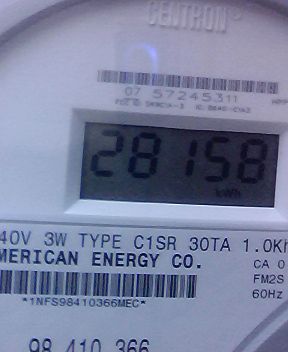 CENTRON®
07 57245311
28158
kWh
40V 3W TYPE C1SR 30TA 1.0Kh
MERICAN ENERGY CO.
CA 0
FM2S
*1NFS98410366MEC*
60Hz
98 410 366